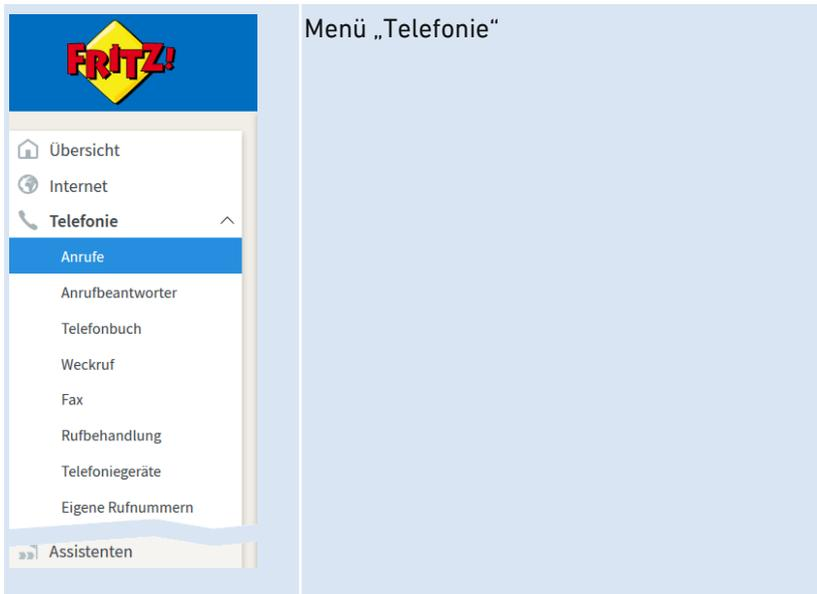 FRITZ!
Menü „Telefonie“
Übersicht
Internet
Telefonie
Anrufe
Anrufbeantworter
Telefonbuch
Weckruf
Fax
Rufbehandlung
Telefoniegeräte
Eigene Rufnummern
Assistenten